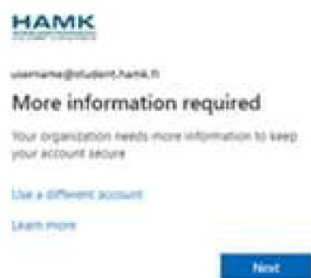 HAMK
username@student.hamk.fi
More information required
Your organization needs more information to keep
your account secure
Use a different account
Learn more
Next